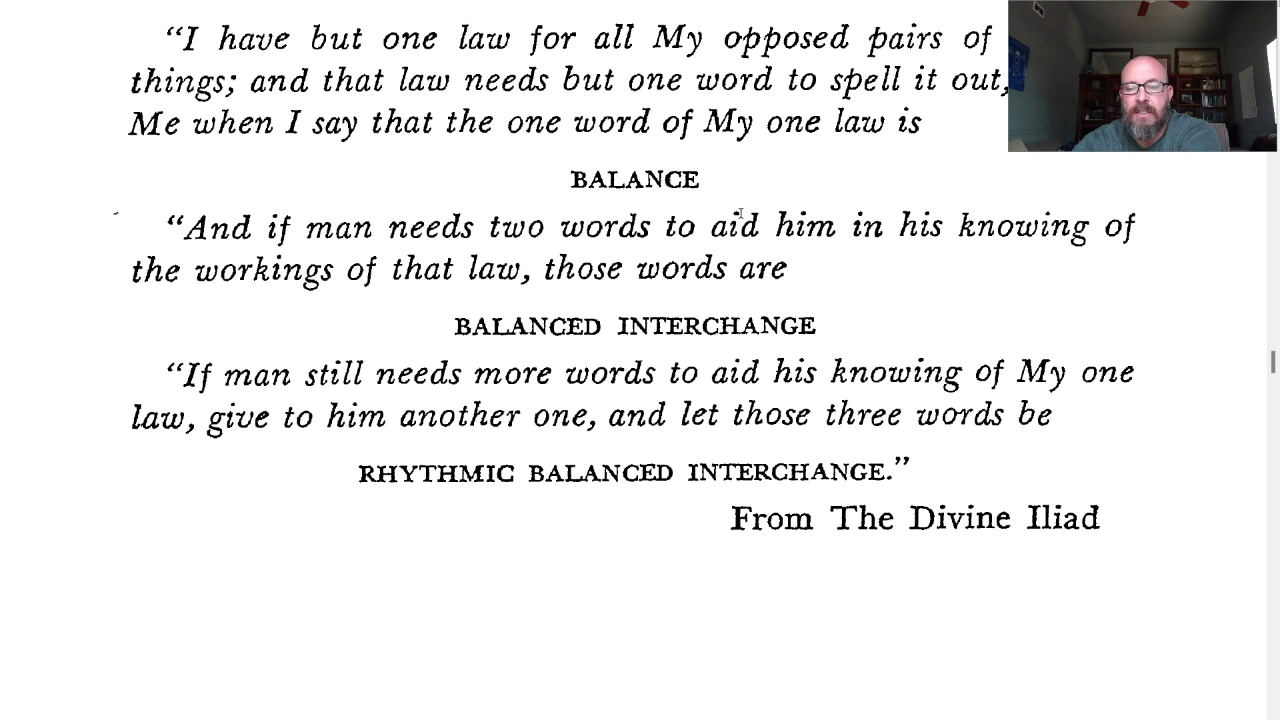 “I have but one law for all My opposed pairs of
things; and that law needs but one word to spell it out,
Me when I say that the one word of My one law is
BALANCE
“And if man needs two words to aid him in his knowing of
the workings of that law, those words are
BALANCED INTERCHANGE
“If man still needs more words to aid his knowing of My one
law, give to him another one, and let those three words be
RHYTHMIC BALANCED INTERCHANGE.”
From The Divine Iliad